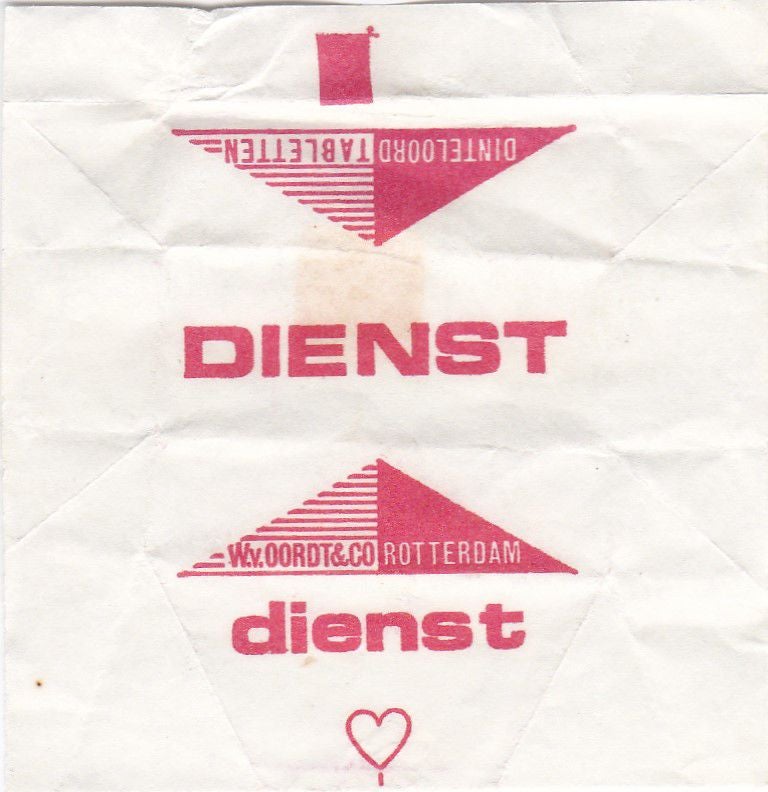 DINTELOORD TABLETTEN
DIENST
W.v.OORDT&CO ROTTERDAM
dienst